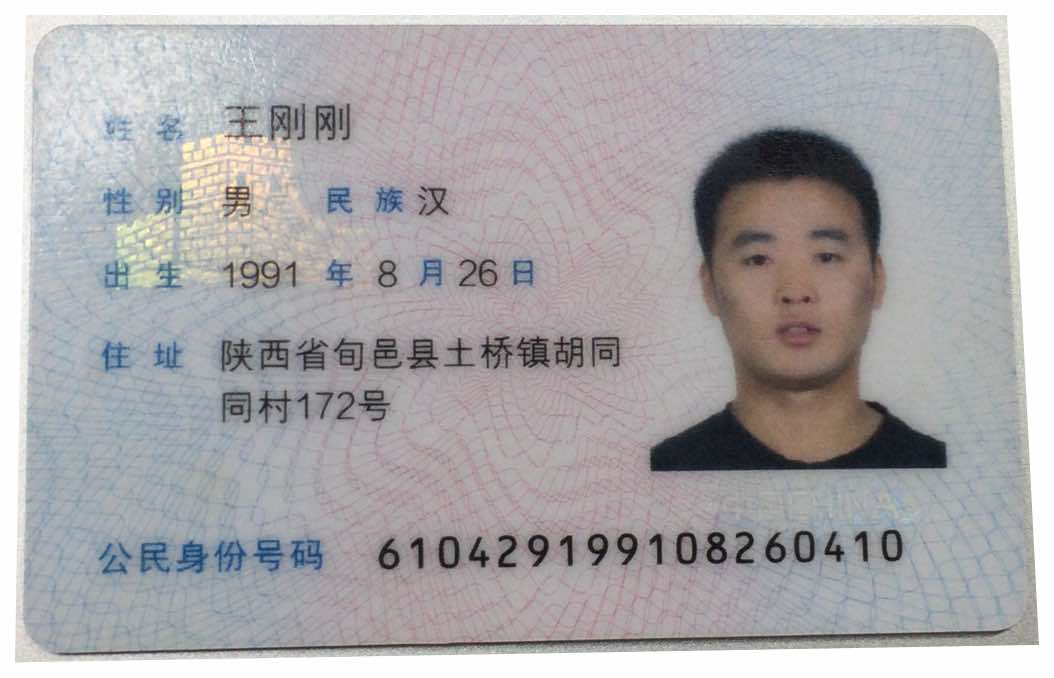 姓名 王刚刚
性别 男 民族 汉
出生 1991 年 8 月 26 日
住址 陕西省旬邑县土桥镇胡同
同村172号
公民身份号码 610429199108260410